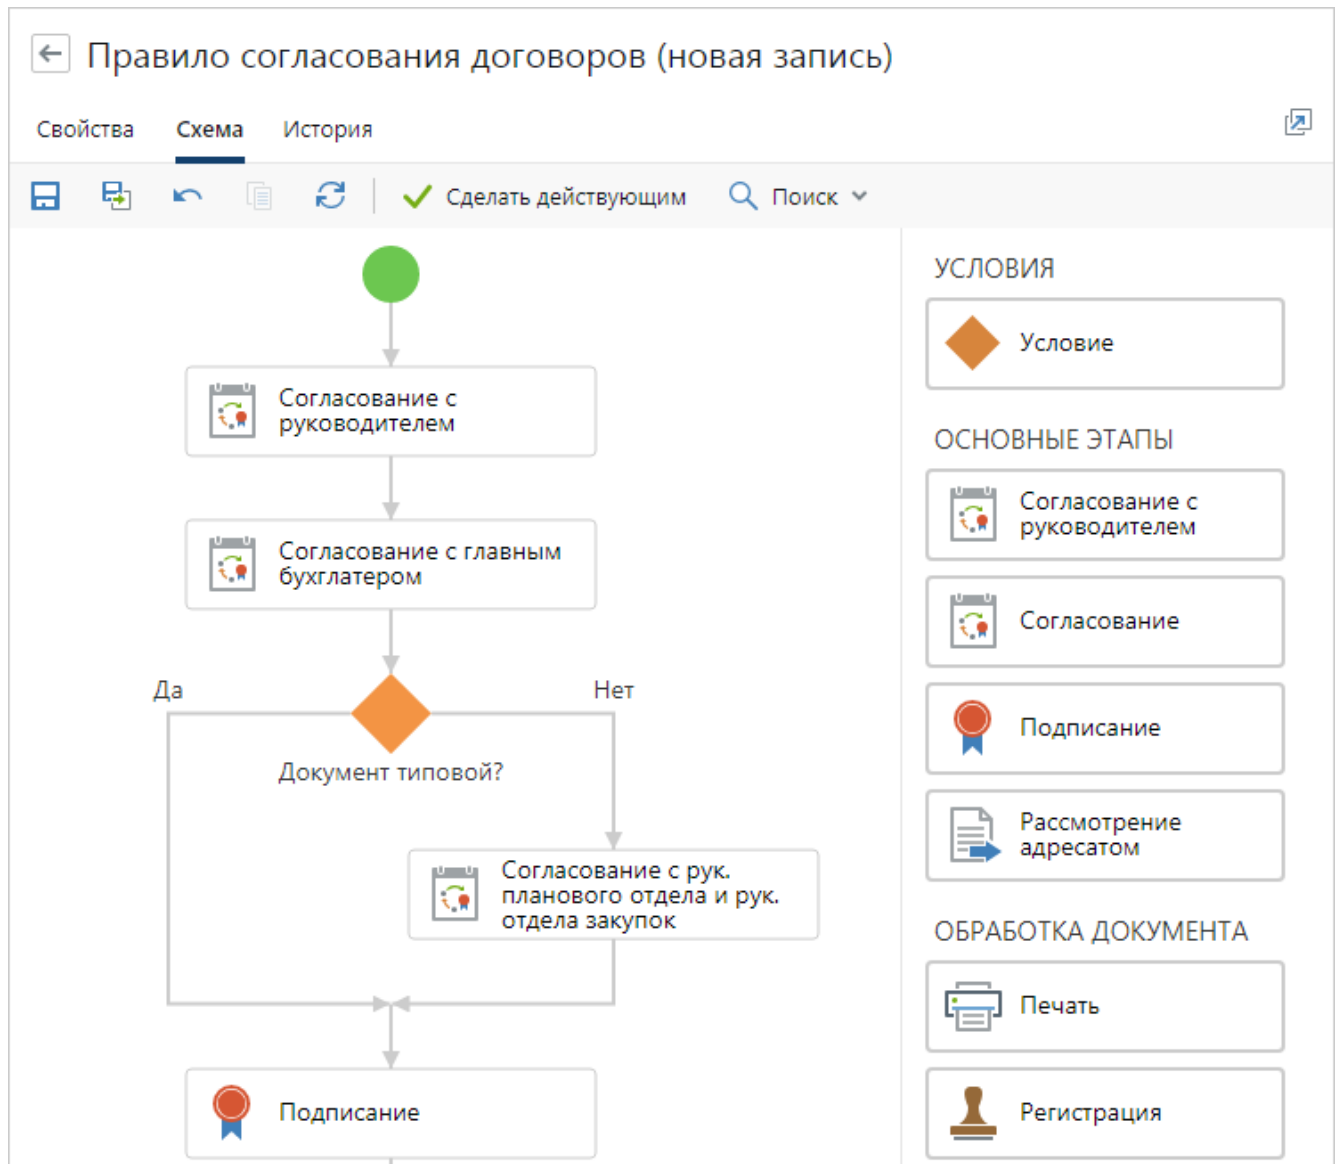 Правило согласования договоров (новая запись)
Свойства Схема История
Сделать действующим Поиск
Согласование с
руководителем
Согласование с главным
бухглатером
Да
Нет
Документ типовой?
Согласование с рук.
планового отдела и рук.
отдела закупок
Подписание
УСЛОВИЯ
Условие
ОСНОВНЫЕ ЭТАПЫ
Согласование с
руководителем
Согласование
Подписание
Рассмотрение
адресатом
ОБРАБОТКА ДОКУМЕНТА
Печать
Регистрация